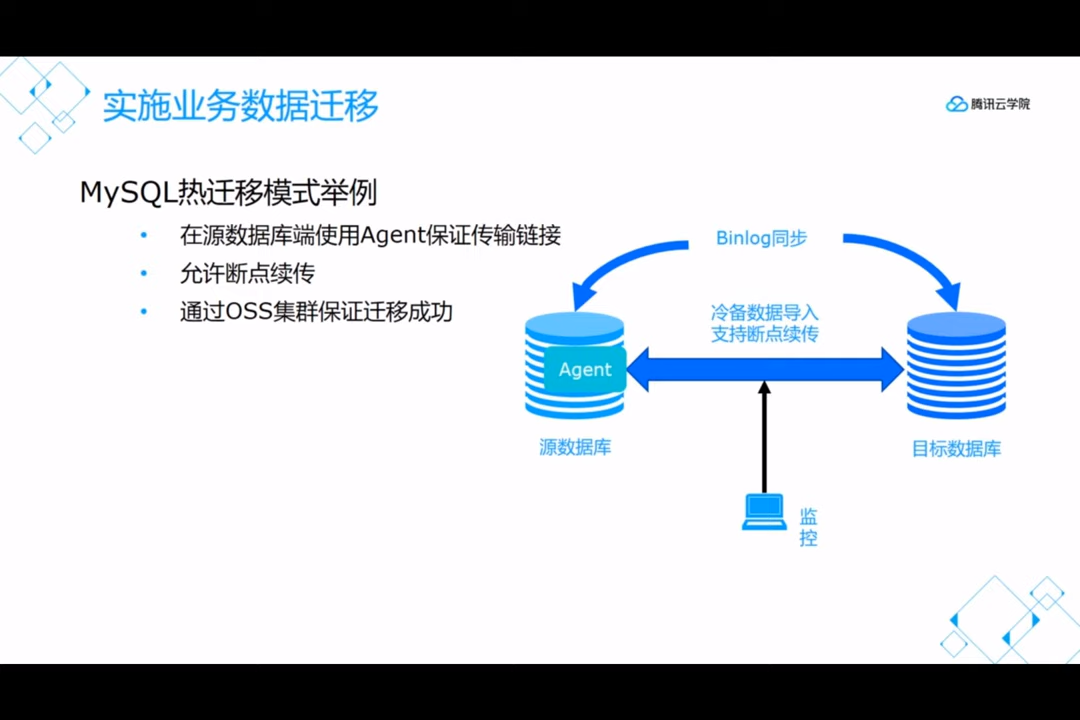 实施业务数据迁移
腾讯云学院
MySQL热迁移模式举例
• 在源数据库端使用Agent保证传输链接
• 允许断点续传
• 通过OSS集群保证迁移成功
Binlog同步
冷备数据导入
支持断点续传
Agent
源数据库
目标数据库
监
控